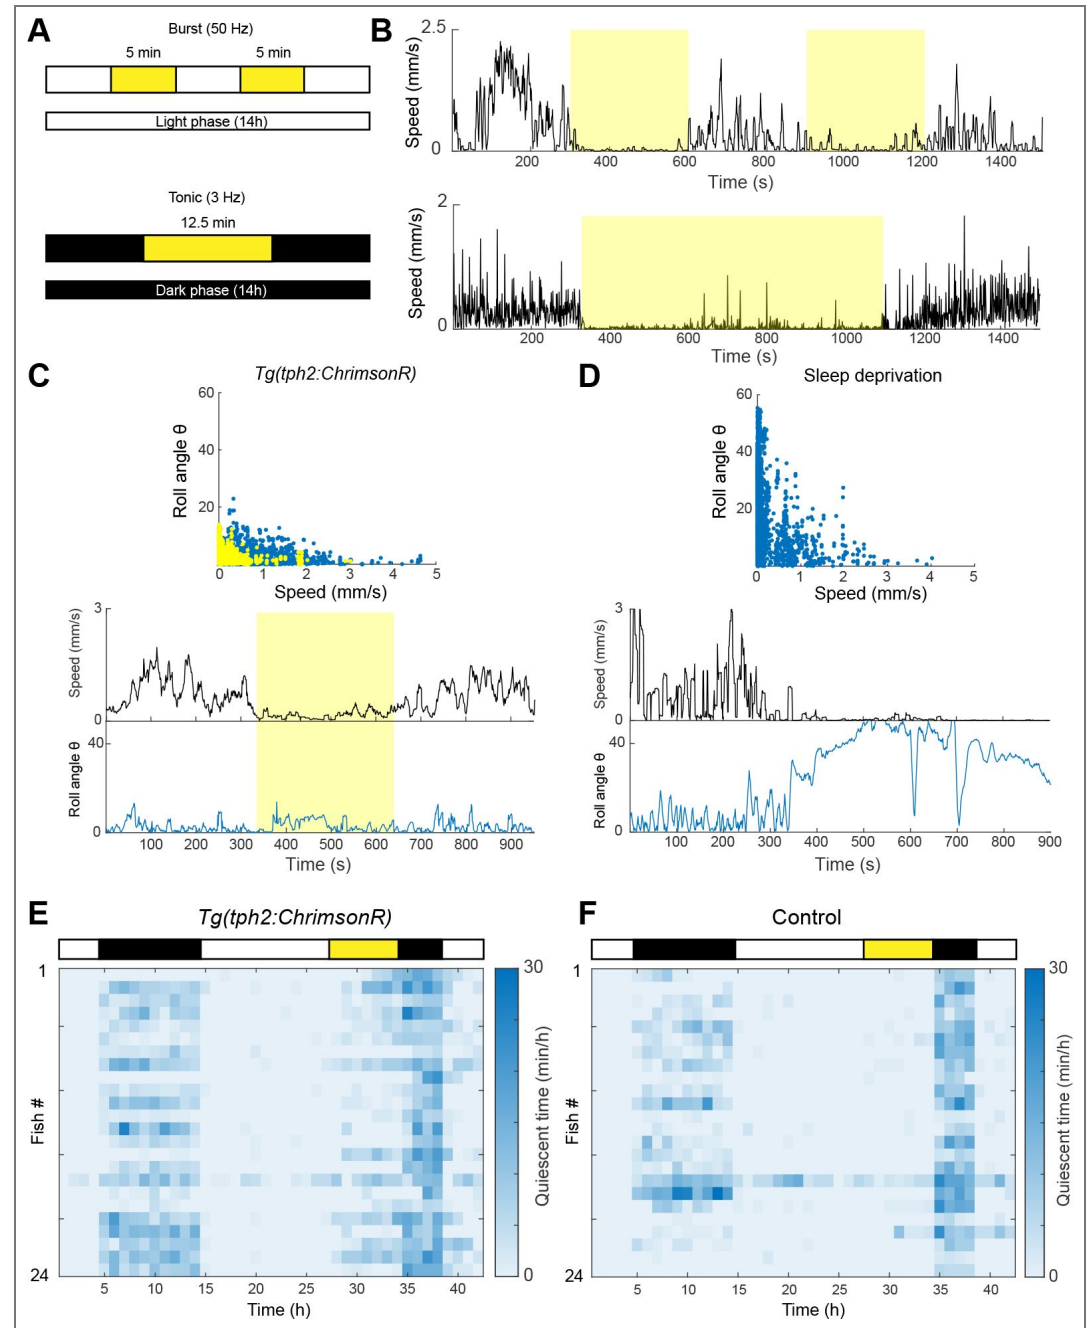 A
Burst (50 Hz)
5 min 5 min
Light phase (14h)
Tonic (3 Hz)
12.5 min
Dark phase (14h)
B
2.5
Speed (mm/s)
0
200 400 600 800 1000 1200 1400
Time (s)
2
Speed (mm/s)
0
200 400 600 800 1000 1200 1400
Time (s)
C
Tg(tph2:ChrimsonR)
60
40
20
Roll angle θ
0 1 2 3 4 5
Speed (mm/s)
3
Speed (mm/s)
0
40
Roll angle θ
0
100 200 300 400 500 600 700 800 900
Time (s)
D
Sleep deprivation
60
40
20
Roll angle θ
0 1 2 3 4 5
Speed (mm/s)
3
Speed (mm/s)
0
40
Roll angle θ
0
100 200 300 400 500 600 700 800 900
Time (s)
E
Tg(tph2:ChrimsonR)
1
Fish #
24
5 10 15 20 25 30 35 40
Time (h)
30
Quiescent time (min/h)
0
F
Control
1
Fish #
24
5 10 15 20 25 30 35 40
Time (h)
30
Quiescent time (min/h)
0